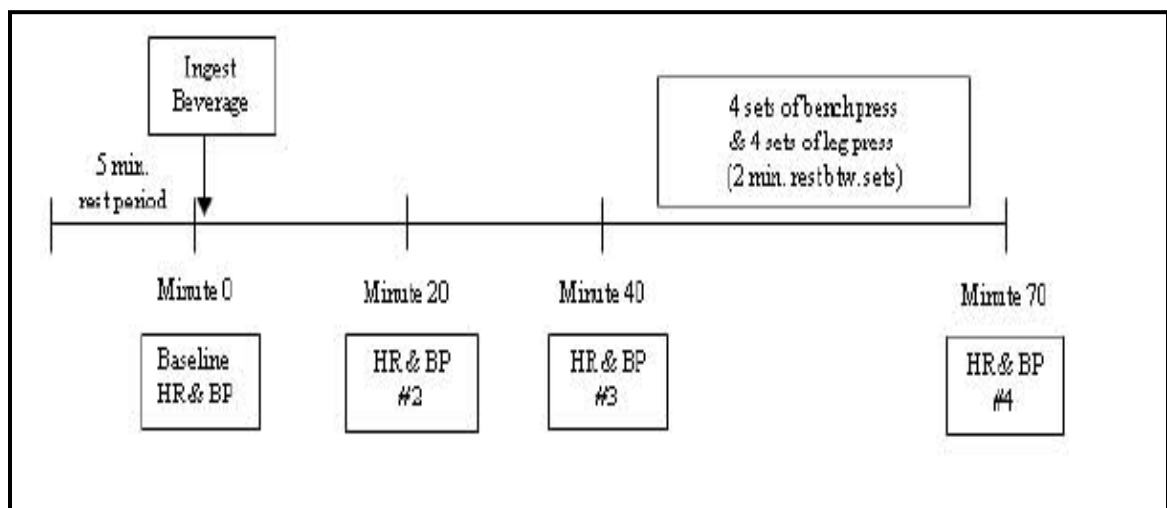 Ingest
Beverage
4 sets of bench press
& 4 sets of leg press
(2 min. rest btw. sets)
5 min.
rest period
Minute 0
Minute 20
Minute 40
Minute 70
Baseline
HR & BP
HR & BP
#2
HR & BP
#3
HR & BP
#4